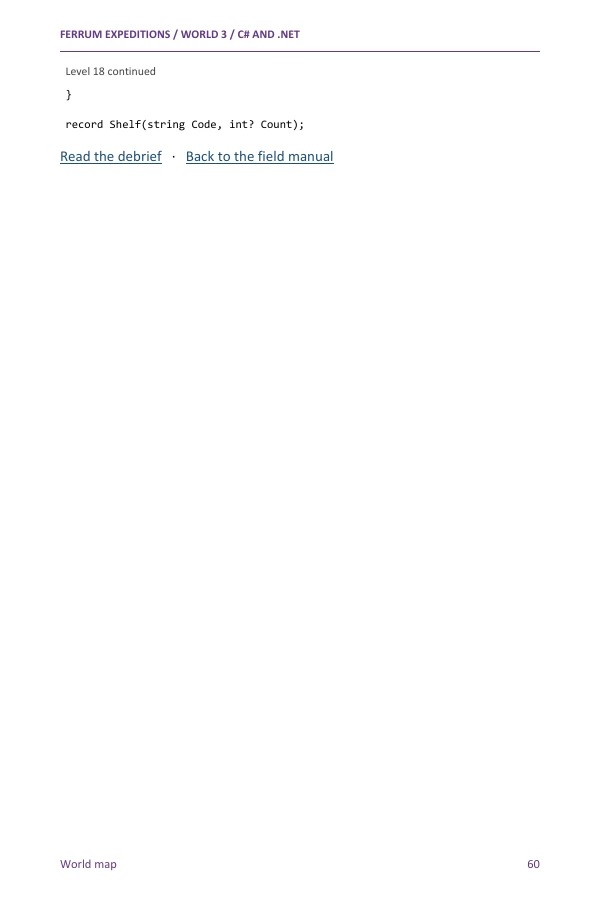 FERRUM EXPEDITIONS / WORLD 3 / C# AND .NET
Level 18 continued
}
record Shelf(string Code, int? Count);
Read the debrief · Back to the field manual
World map 60